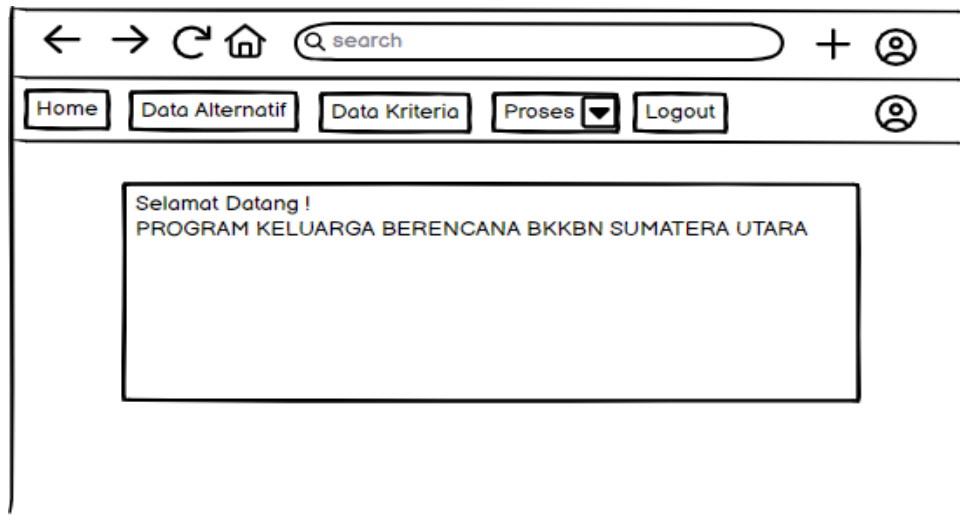 search
Home Data Alternatif Data Kriteria Proses Logout
Selamat Datang !
PROGRAM KELUARGA BERENCANA BKKBN SUMATERA UTARA